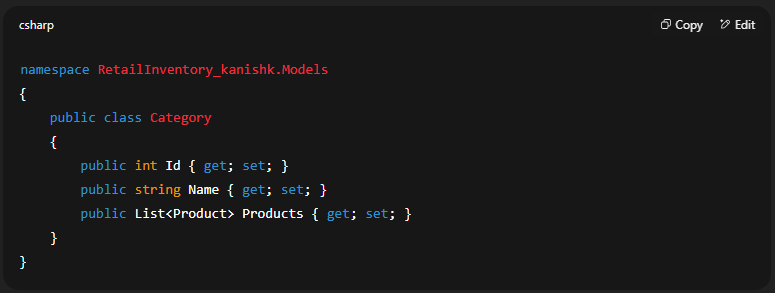 csharp
Copy
Edit
namespace RetailInventory_kanishk.Models
{
    public class Category
    {
        public int Id { get; set; }
        public string Name { get; set; }
        public List<Product> Products { get; set; }
    }
}